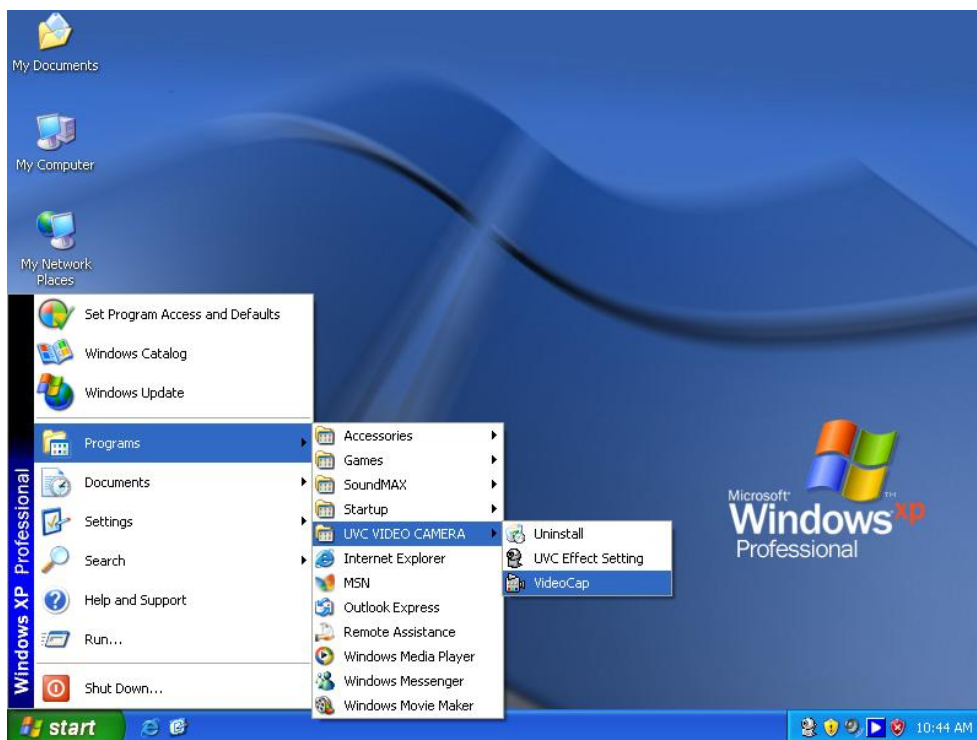 My Documents
My Computer
My Network
Places
Set Program Access and Defaults
Windows Catalog
Windows Update
Programs
Documents
Settings
Search
Help and Support
Run...
Shut Down...
Windows XP Professional
Accessories
Games
SoundMAX
Startup
UVC VIDEO CAMERA
Internet Explorer
MSN
Outlook Express
Remote Assistance
Windows Media Player
Windows Messenger
Windows Movie Maker
Uninstall
UVC Effect Setting
VideoCap
Microsoft
Windows xp
Professional
start
10:44 AM